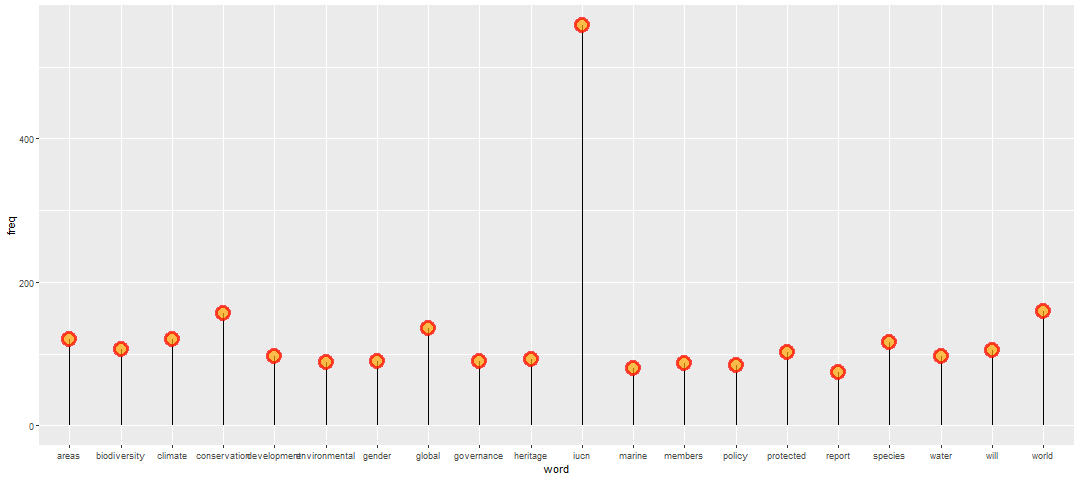 freq
400
200
0
areas biodiversity climate conservation development environmental gender global governance heritage iucn marine members policy protected report species water will world
word